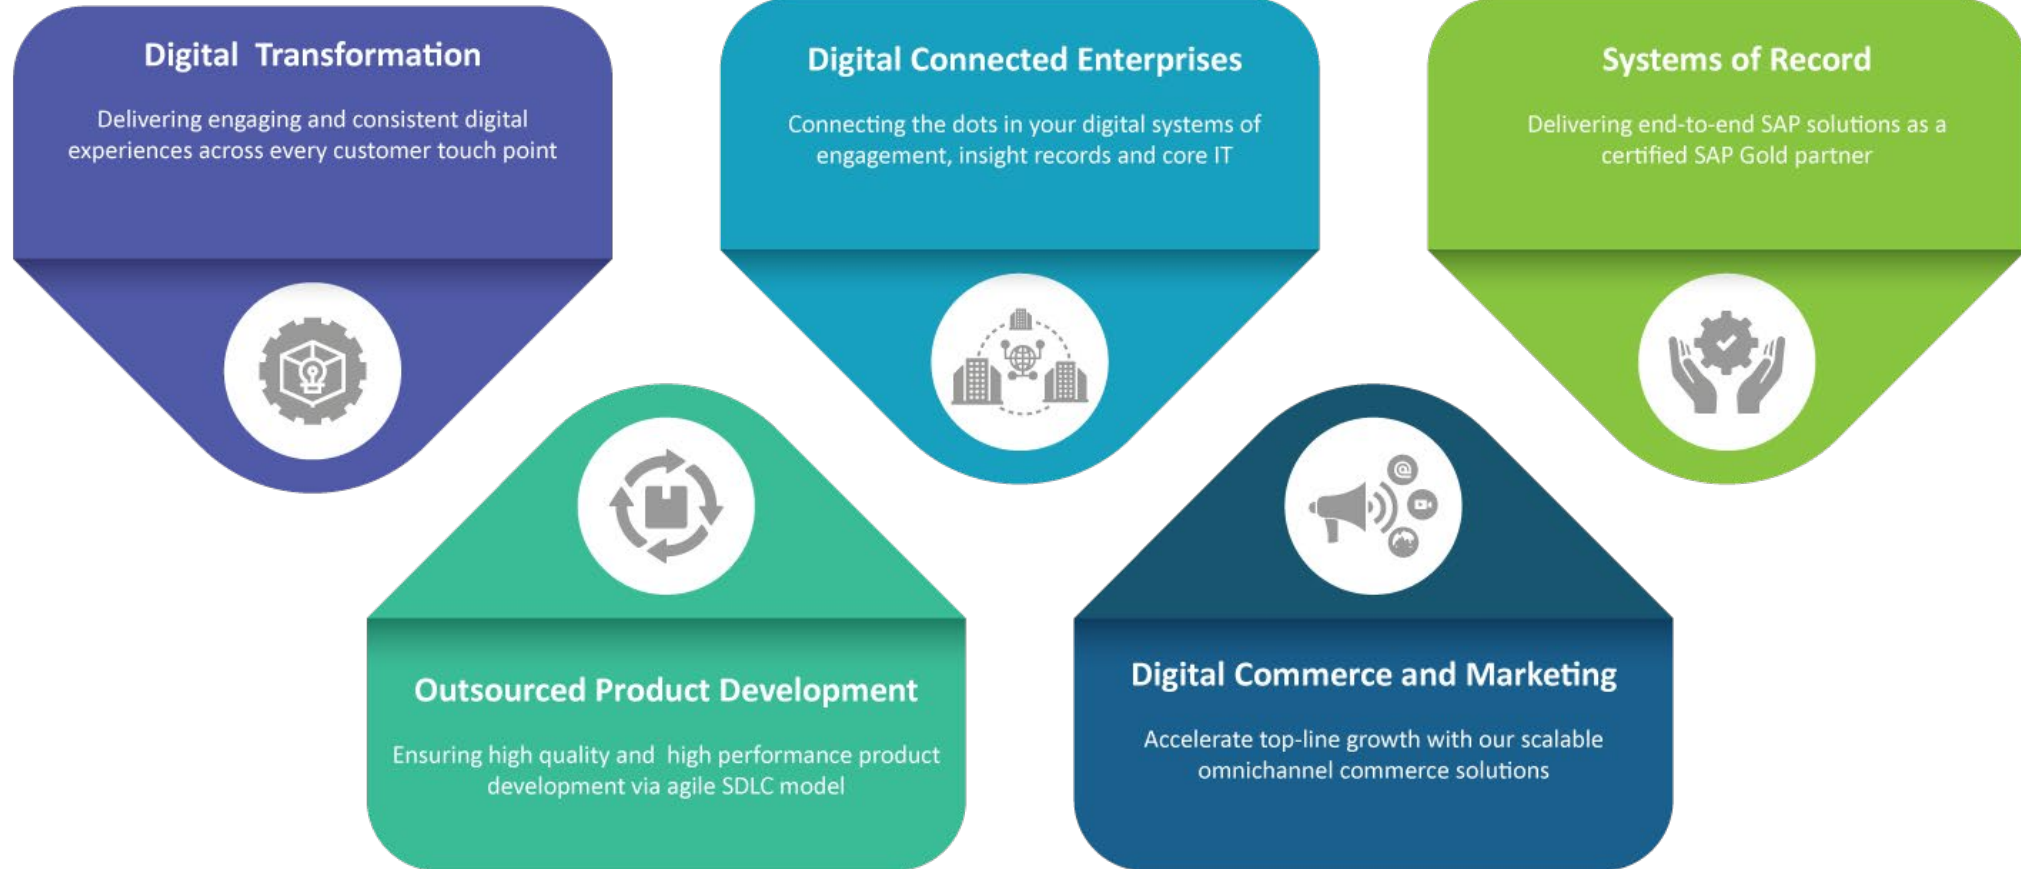 Digital Transformation
Delivering engaging and consistent digital
experiences across every customer touch point
Digital Connected Enterprises
Connecting the dots in your digital systems of
engagement, insight records and core IT
Systems of Record
Delivering end-to-end SAP solutions as a
certified SAP Gold partner
Outsourced Product Development
Ensuring high quality and high performance product
development via agile SDLC model
Digital Commerce and Marketing
Accelerate top-line growth with our scalable
omnichannel commerce solutions